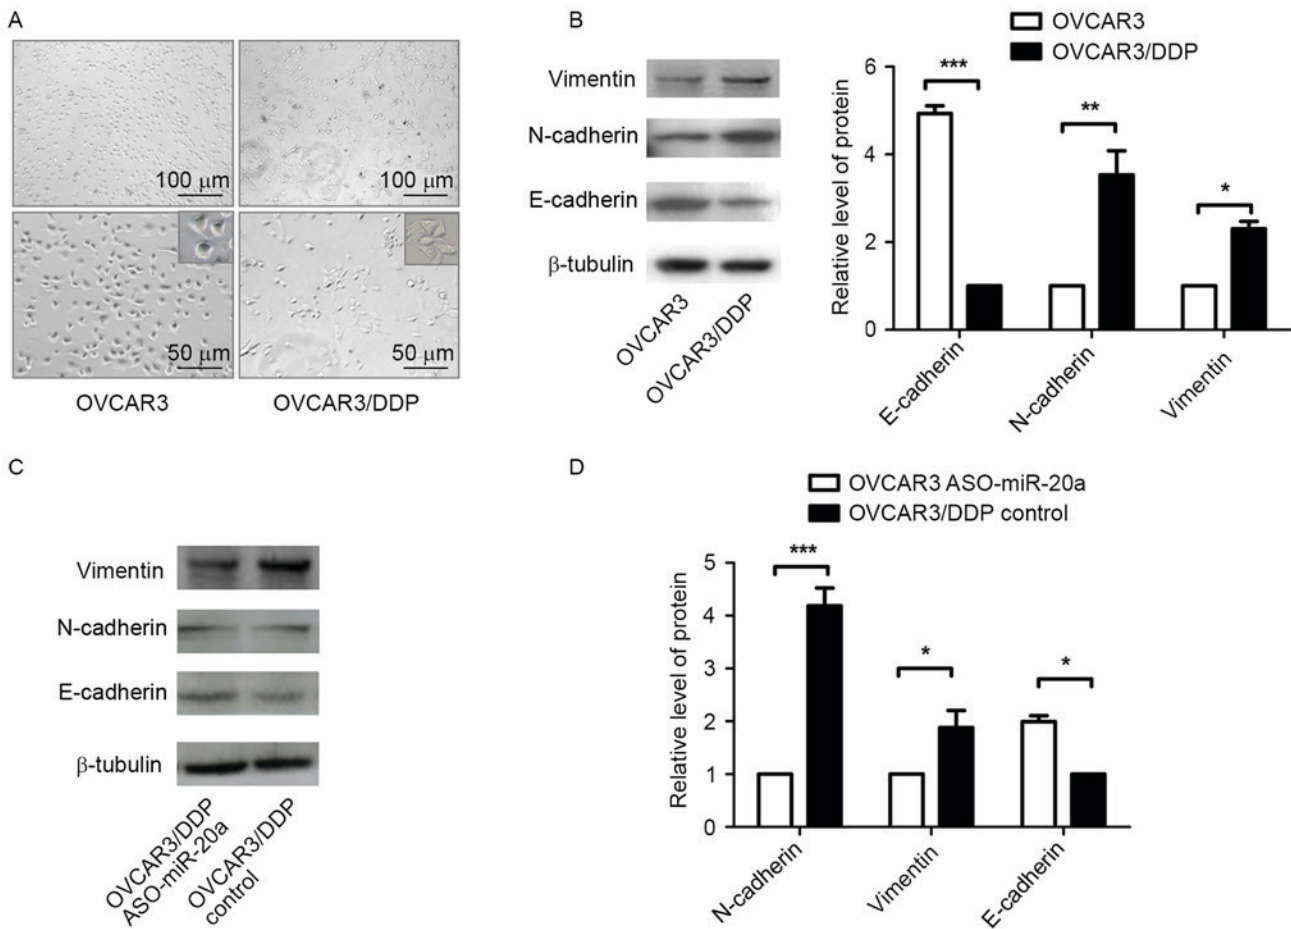 A
100 μm
100 μm
50 μm
50 μm
OVCAR3
OVCAR3/DDP
B
Vimentin
N-cadherin
E-cadherin
β-tubulin
OVCAR3
OVCAR3/DDP
OVCAR3
OVCAR3/DDP
Relative level of protein
6
4
2
0
***
**
*
E-cadherin
N-cadherin
Vimentin
C
Vimentin
N-cadherin
E-cadherin
β-tubulin
OVCAR3/DDP
ASO-miR-20a
OVCAR3/DDP
control
D
OVCAR3 ASO-miR-20a
OVCAR3/DDP control
Relative level of protein
5
4
3
2
1
0
***
*
*
N-cadherin
Vimentin
E-cadherin